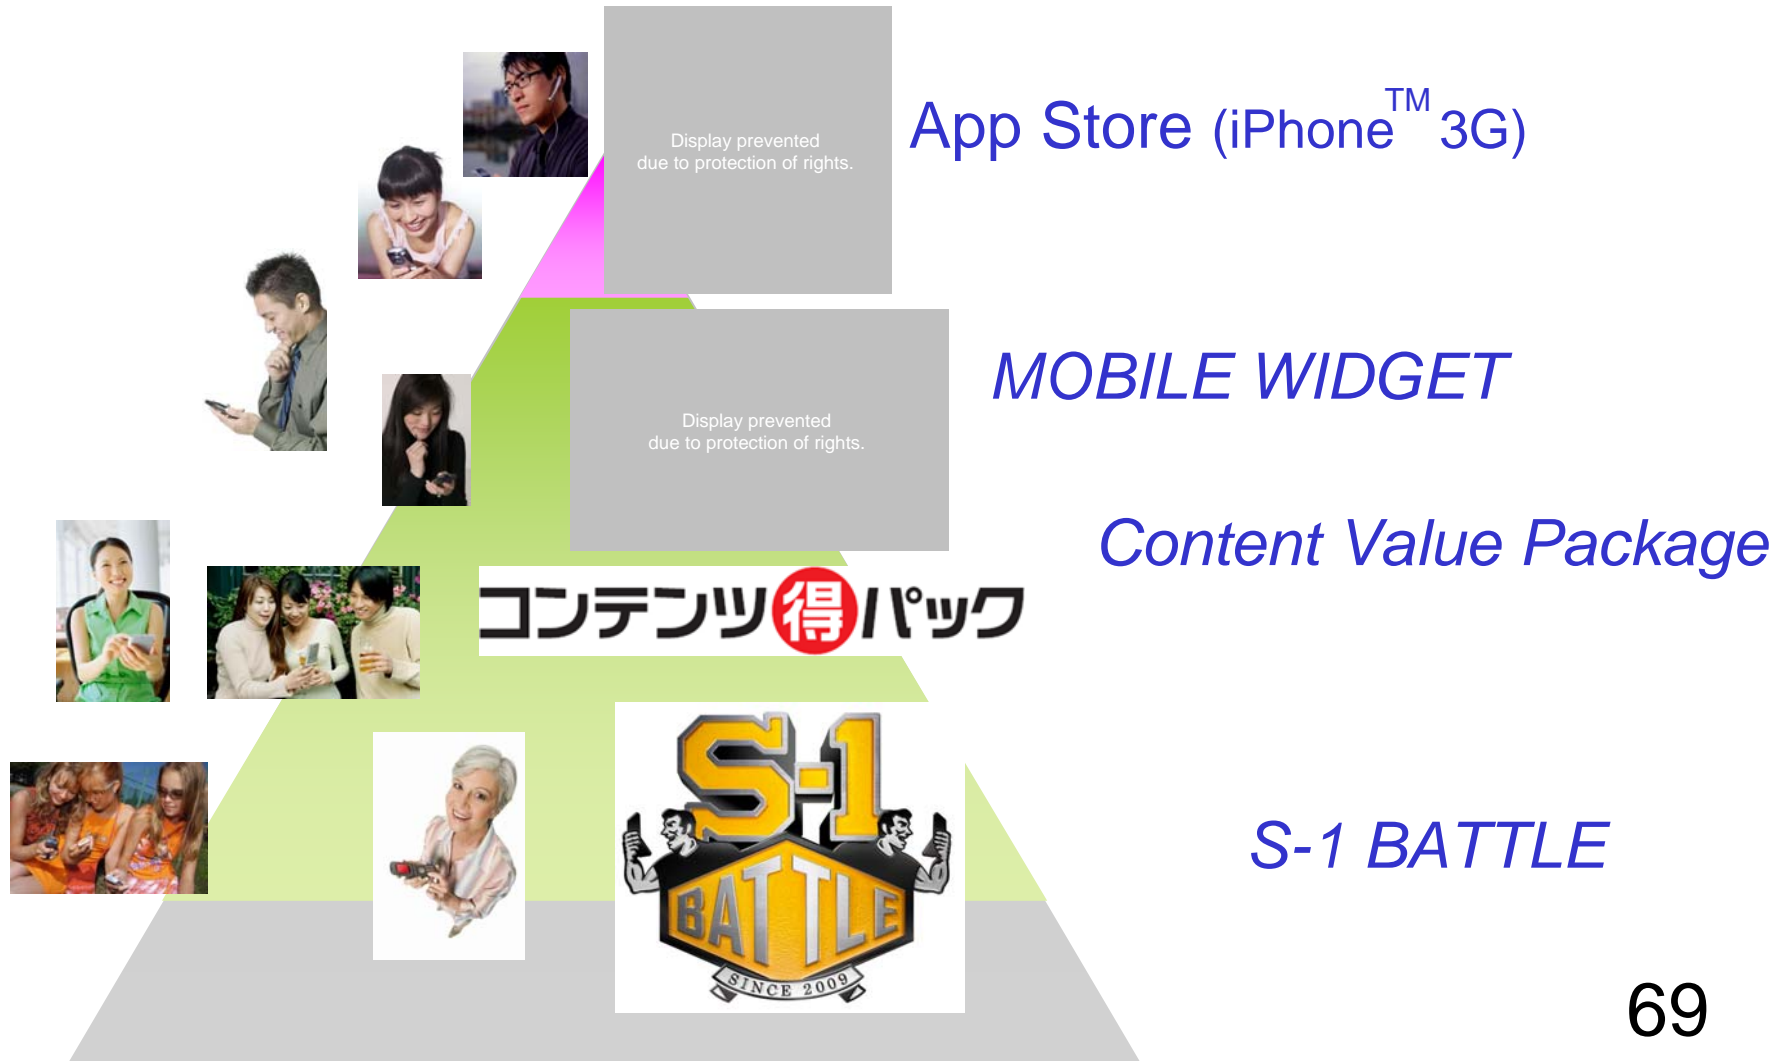 Display prevented
due to protection of rights.
App Store (iPhone™ 3G)
Display prevented
due to protection of rights.
MOBILE WIDGET
Content Value Package
コンテンツ得パック
S-1
BATTLE
SINCE 2009
S-1 BATTLE
69